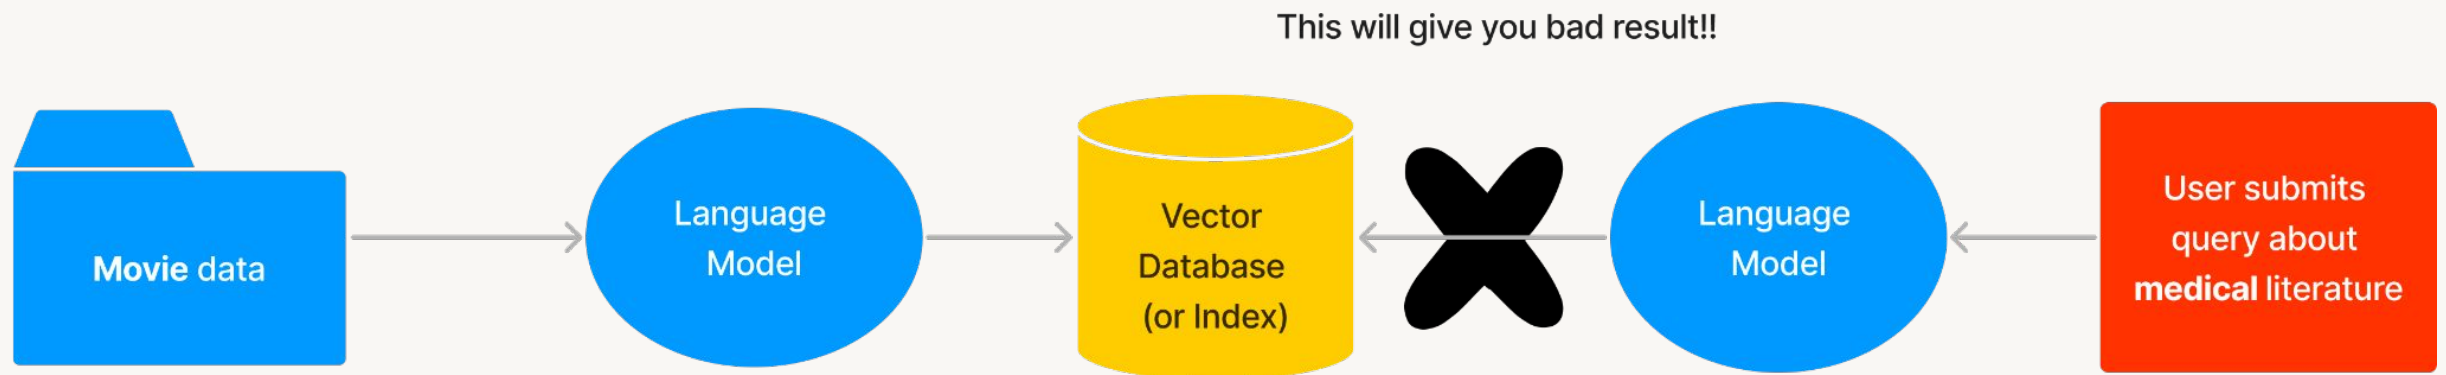 This will give you bad result!!
Movie data
Language
Model
Vector
Database
(or Index)
Language
Model
User submits
query about
medical literature